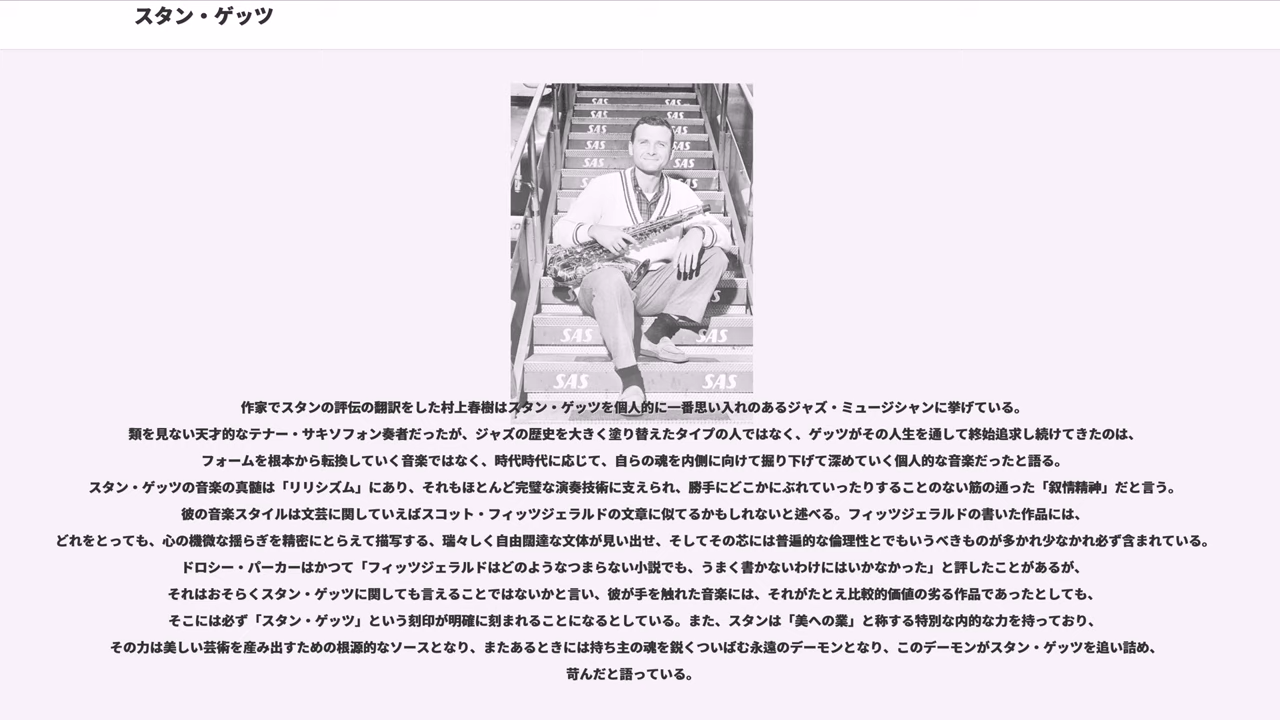 スタン・ゲッツ
SAS SAS
SAS SAS
SAS SAS
SAS SAS
SAS SAS
SAS SAS
作家でスタンの評伝の翻訳をした村上春樹はスタン・ゲッツを個人的に一番思い入れのあるジャズ・ミュージシャンに挙げている。
類を見ない天才的なテナー・サキソフォン奏者だったが、ジャズの歴史を大きく塗り替えたタイプの人ではなく、ゲッツがその人生を通して終始追求し続けてきたのは、
フォームを根本から転換していく音楽ではなく、時代時代に応じて、自らの魂を内側に向けて掘り下げて深めていく個人的な音楽だったと語る。
スタン・ゲッツの音楽の真髄は「リリシズム」にあり、それもほとんど完璧な演奏技術に支えられ、勝手にどこかにぶれていったりすることのない筋の通った「叙情精神」だと言う。
彼の音楽スタイルは文芸に関していえばスコット・フィッツジェラルドの文章に似てるかもしれないと述べる。フィッツジェラルドの書いた作品には、
どれをとっても、心の機微な揺らぎを精密にとらえて描写する、瑞々しく自由闊達な文体が見い出せ、そしてその芯には普遍的な倫理性とでもいうべきものが多かれ少なかれ必ず含まれている。
ドロシー・パーカーはかつて「フィッツジェラルドはどのようなつまらない小説でも、うまく書かないわけにはいかなかった」と評したことがあるが、
それはおそらくスタン・ゲッツに関しても言えることではないかと言い、彼が手を触れた音楽には、それがたとえ比較的価値の劣る作品であったとしても、
そこには必ず「スタン・ゲッツ」という刻印が明確に刻まれることになるとしている。また、スタンは「美への業」と称する特別な内的な力を持っており、
その力は美しい芸術を産み出すための根源的なソースとなり、またあるときには持ち主の魂を鋭くついばむ永遠のデーモンとなり、このデーモンがスタン・ゲッツを追い詰め、
苛んだと語っている。